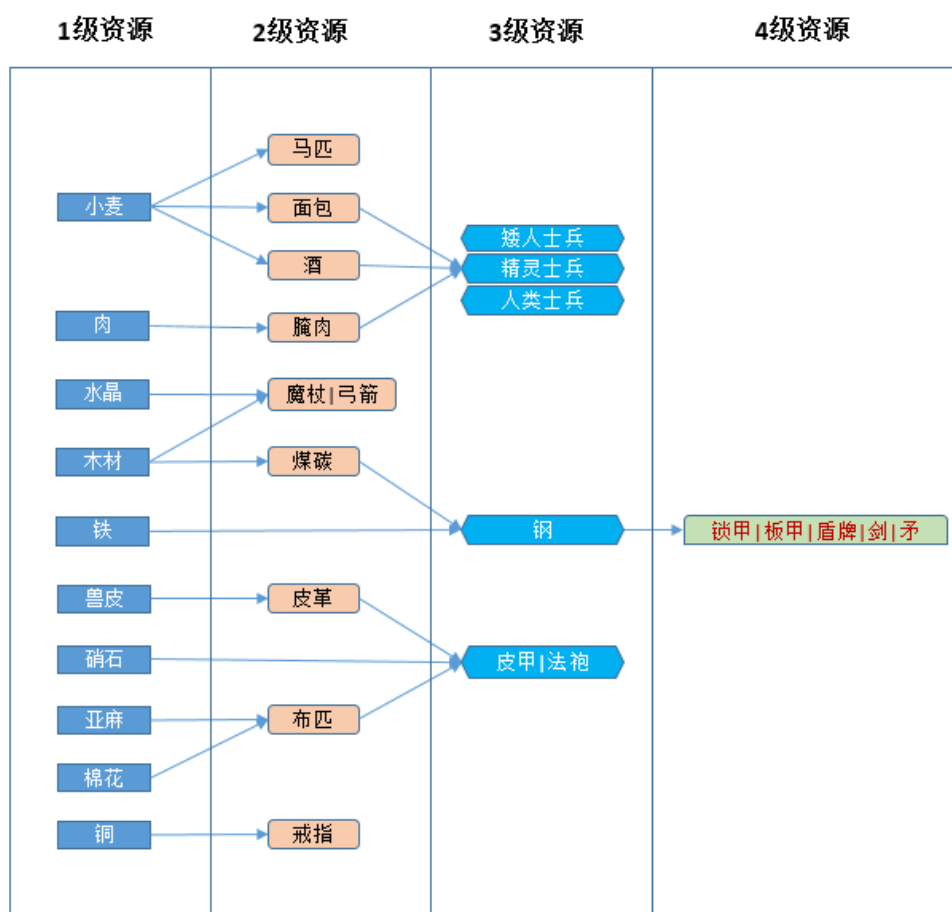 1级资源 2级资源 3级资源 4级资源
马匹
小麦 面包
矮人士兵
酒 精灵士兵
人类士兵
肉 腌肉
水晶 魔杖|弓箭
木材 煤碳
铁 钢 锁甲|板甲|盾牌|剑|矛
兽皮 皮革
硝石 皮甲|法袍
亚麻 布匹
棉花
铜 戒指